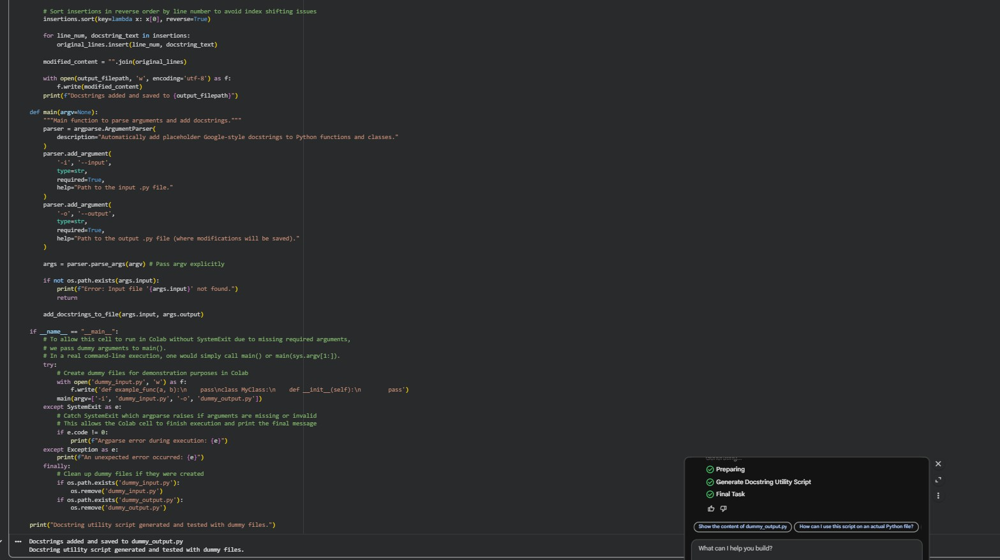 # Sort insertions in reverse order by line number to avoid index shifting issues
insertions.sort(key=lambda x: x[0], reverse=True)
for line_num, docstring_text in insertions:
original_lines.insert(line_num, docstring_text)
modified_content = "".join(original_lines)
with open(output_filepath, 'w', encoding='utf-8') as f:
f.write(modified_content)
print(f"Docstrings added and saved to {output_filepath}")
def main(argv=None):
"""Main function to parse arguments and add docstrings."""
parser = argparse.ArgumentParser(
description="Automatically add placeholder Google-style docstrings to Python functions and classes."
)
parser.add_argument(
'-i', '--input',
type=str,
required=True,
help="Path to the input .py file."
)
parser.add_argument(
'-o', '--output',
type=str,
required=True,
help="Path to the output .py file (where modifications will be saved)."
)
args = parser.parse_args(argv) # Pass argv explicitly
if not os.path.exists(args.input):
print(f"Error: Input file '{args.input}' not found.")
return
add_docstrings_to_file(args.input, args.output)
if __name__ == "__main__":
# To allow this cell to run in Colab without SystemExit due to missing required arguments,
# we pass dummy arguments to main().
# In a real command-line execution, one would simply call main() or main(sys.argv[1:]).
try:
# Create dummy files for demonstration purposes in Colab
with open('dummy_input.py', 'w') as f:
f.write('def example_func(a, b):\n    pass\nclass MyClass:\n    def __init__(self):\n        pass')
main(argv=['-i', 'dummy_input.py', '-o', 'dummy_output.py'])
except SystemExit as e:
# Catch SystemExit which argparse raises if arguments are missing or invalid
# This allows the Colab cell to finish execution and print the final message
if e.code != 0:
print(f"Argparse error during execution: {e}")
except Exception as e:
print(f"An unexpected error occurred: {e}")
finally:
# Clean up dummy files if they were created
if os.path.exists('dummy_input.py'):
os.remove('dummy_input.py')
if os.path.exists('dummy_output.py'):
os.remove('dummy_output.py')
print("Docstring utility script generated and tested with dummy files.")
Docstrings added and saved to dummy_output.py
Docstring utility script generated and tested with dummy files.
Preparing
Generate Docstring Utility Script
Final Task
Show the content of dummy_output.py
How can I use this script on an actual Python file?
What can I help you build?